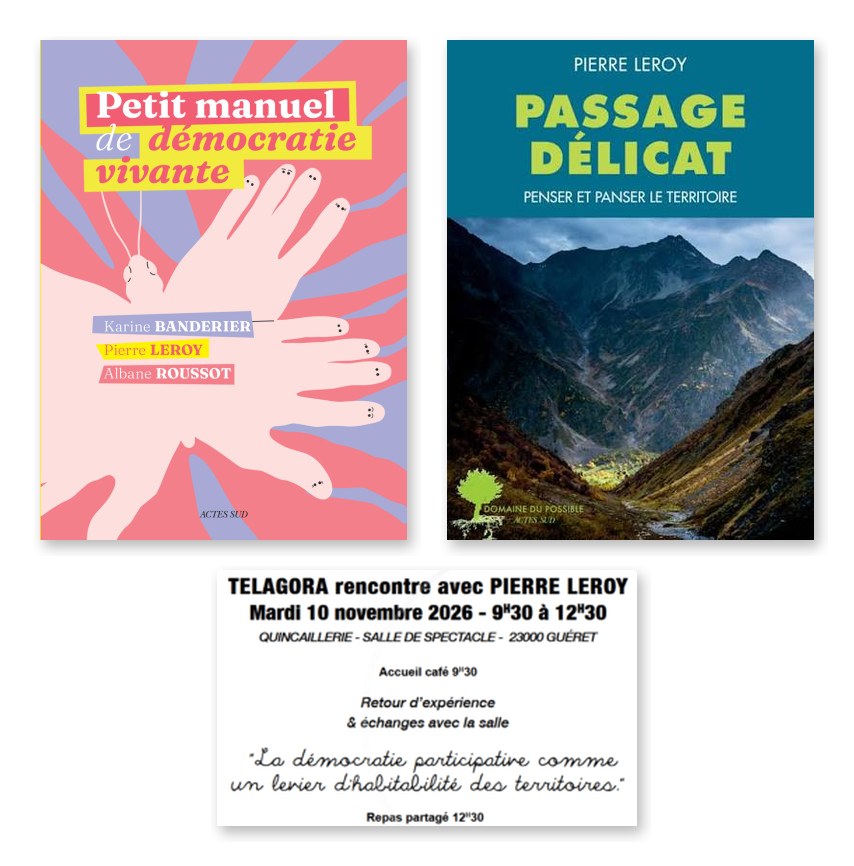 Petit manuel
de démocratie
vivante
Karine BANDERIER
Pierre LEROY
Albane ROUSSOT
ACTES SUD
PIERRE LEROY
PASSAGE
DÉLICAT
PENSER ET PANSER LE TERRITOIRE
DOMAINE DU POSSIBLE
ACTES SUD
TELAGORA rencontre avec PIERRE LEROY
Mardi 10 novembre 2026 - 9H30 à 12H30
QUINCAILLERIE - SALLE DE SPECTACLE - 23000 GUÉRET
Accueil café 9H30
Retour d'expérience
& échanges avec la salle
"La démocratie participative comme
un levier d'habitabilité des territoires."
Repas partagé 12H30